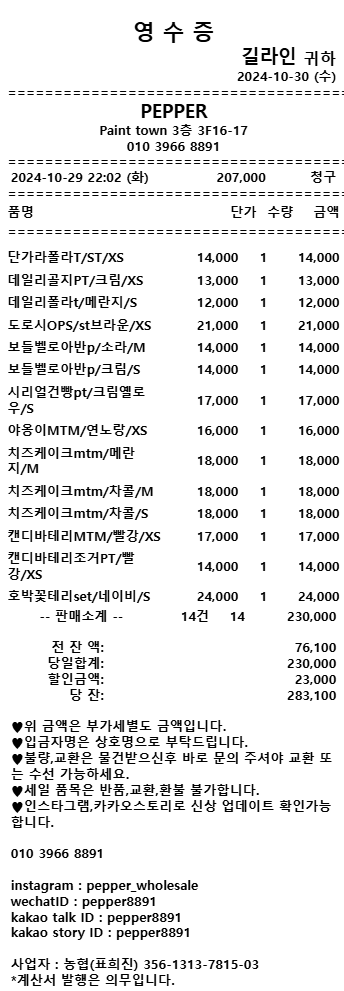 영 수 증
길라인 귀하
2024-10-30 (수)
PEPPER
Paint town 3층 3F16-17
010 3966 8891
2024-10-29 22:02 (화) 207,000 청구
품명 단가 수량 금액
단가라폴라T/ST/XS 14,000 1 14,000
데일리골지PT/크림/XS 13,000 1 13,000
데일리폴라t/메란지/S 12,000 1 12,000
도로시OPS/st브라운/XS 21,000 1 21,000
보들벨로아반p/소라/M 14,000 1 14,000
보들벨로아반p/크림/S 14,000 1 14,000
시리얼건빵pt/크림옐로
우/S 17,000 1 17,000
야옹이MTM/연노랑/XS 16,000 1 16,000
치즈케이크mtm/메란
지/M 18,000 1 18,000
치즈케이크mtm/차콜/M 18,000 1 18,000
치즈케이크mtm/차콜/S 18,000 1 18,000
캔디바테리MTM/빨강/XS 17,000 1 17,000
캔디바테리조거PT/빨
강/XS 14,000 1 14,000
호박꽃테리set/네이비/S 24,000 1 24,000
-- 판매소계 -- 14건 14 230,000
전 잔 액: 76,100
당일합계: 230,000
할인금액: 23,000
당 잔: 283,100
♥위 금액은 부가세별도 금액입니다.
♥입금자명은 상호명으로 부탁드립니다.
♥불량,교환은 물건받으신후 바로 문의 주셔야 교환 또
는 수선 가능하세요.
♥세일 품목은 반품,교환,환불 불가합니다.
♥인스타그램,카카오스토리로 신상 업데이트 확인가능
합니다.
010 3966 8891
instagram : pepper_wholesale
wechatID : pepper8891
kakao talk ID : pepper8891
kakao story ID : pepper8891
사업자 : 농협(표희진) 356-1313-7815-03
*계산서 발행은 의무입니다.